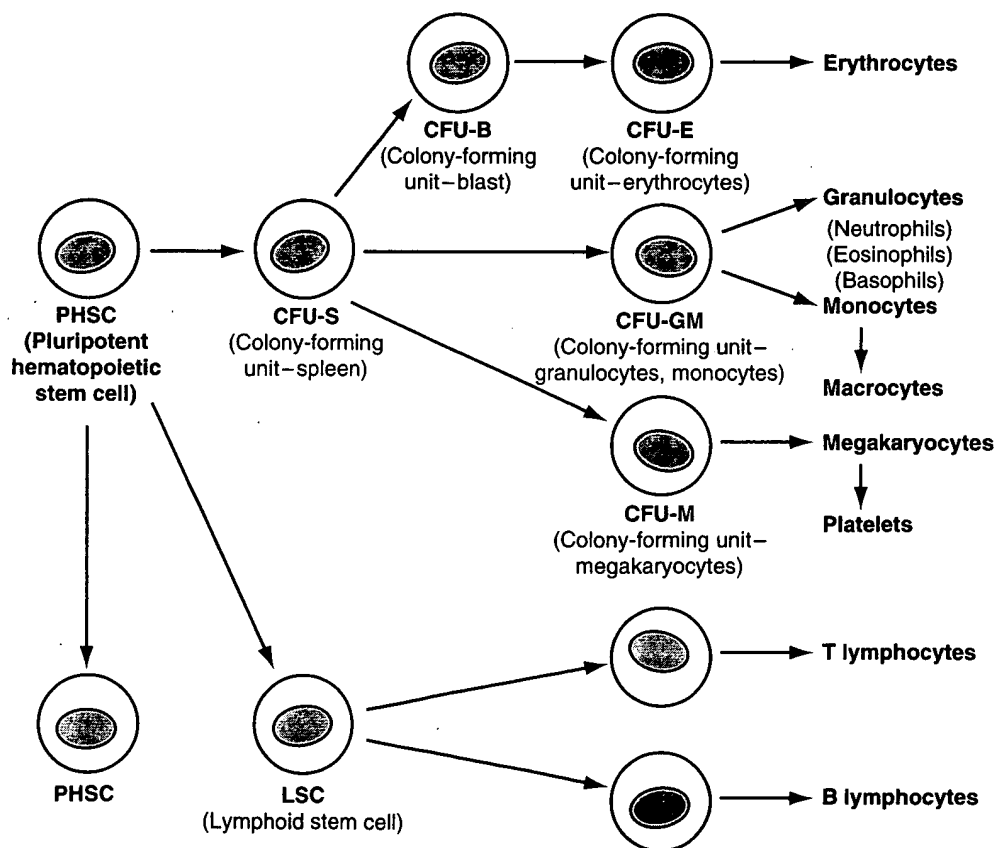 Erythrocytes
CFU-B
(Colony-forming
unit–blast)
CFU-E
(Colony-forming
unit–erythrocytes)
Granulocytes
(Neutrophils)
(Eosinophils)
(Basophils)
Monocytes
Macrocytes
PHSC
(Pluripotent
hematopoietic
stem cell)
CFU-S
(Colony-forming
unit–spleen)
CFU-GM
(Colony-forming unit–
granulocytes, monocytes)
Megakaryocytes
Platelets
CFU-M
(Colony-forming unit–
megakaryocytes)
T lymphocytes
PHSC
LSC
(Lymphoid stem cell)
B lymphocytes